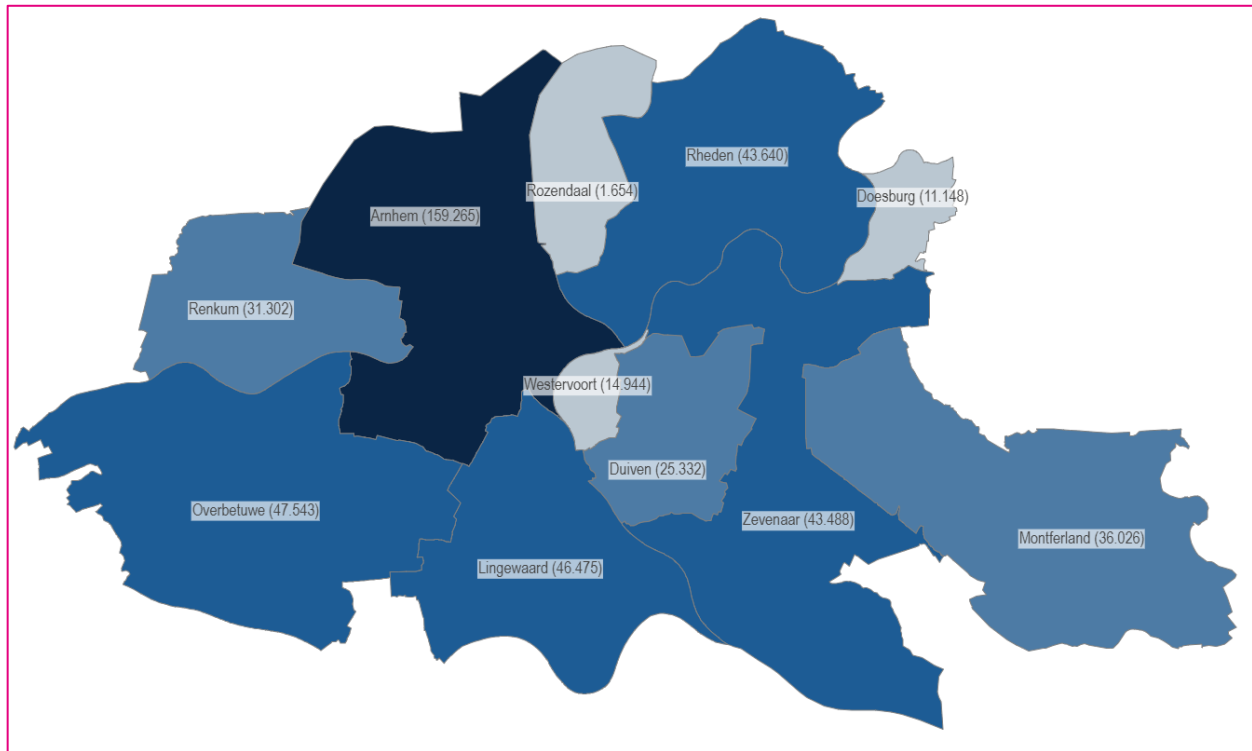 Rheden (43.640)
Rozendaal (1.654)
Doesburg (11.148)
Arnhem (159.265)
Renkum (31.302)
Westervoort (14.944)
Duiven (25.332)
Overbetuwe (47.543)
Zevenaar (43.488)
Montferland (36.026)
Lingewaard (46.475)